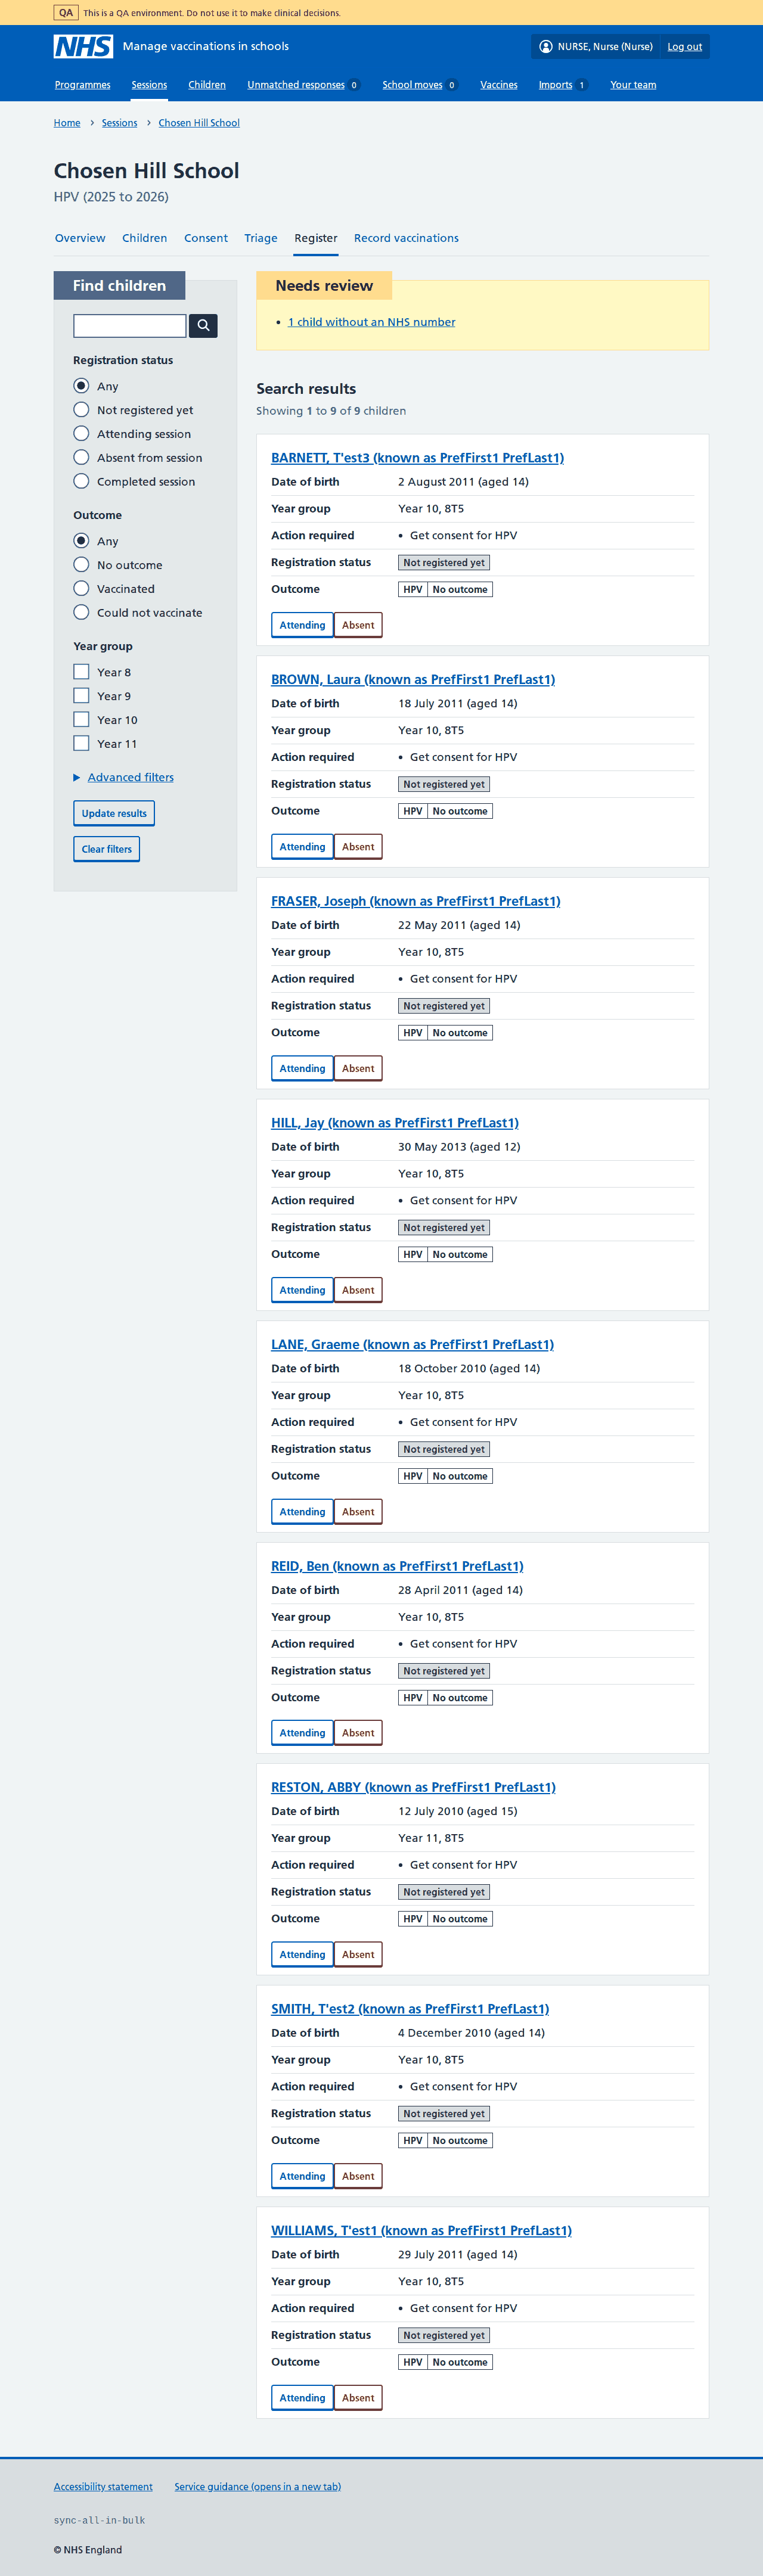 QA This is a QA environment. Do not use it to make clinical decisions.
NHS Manage vaccinations in schools NURSE, Nurse (Nurse) Log out
Programmes Sessions Children Unmatched responses 0 School moves 0 Vaccines Imports 1 Your team
Home Sessions Chosen Hill School
Chosen Hill School
HPV (2025 to 2026)
Overview Children Consent Triage Register Record vaccinations
Find children
Registration status
Any
Not registered yet
Attending session
Absent from session
Completed session
Outcome
Any
No outcome
Vaccinated
Could not vaccinate
Year group
Year 8
Year 9
Year 10
Year 11
Advanced filters
Update results
Clear filters
Needs review
1 child without an NHS number
Search results
Showing 1 to 9 of 9 children
BARNETT, T'est3 (known as PrefFirst1 PrefLast1)
Date of birth 2 August 2011 (aged 14)
Year group Year 10, 8T5
Action required Get consent for HPV
Registration status Not registered yet
Outcome HPV No outcome
Attending Absent
BROWN, Laura (known as PrefFirst1 PrefLast1)
Date of birth 18 July 2011 (aged 14)
Year group Year 10, 8T5
Action required Get consent for HPV
Registration status Not registered yet
Outcome HPV No outcome
Attending Absent
FRASER, Joseph (known as PrefFirst1 PrefLast1)
Date of birth 22 May 2011 (aged 14)
Year group Year 10, 8T5
Action required Get consent for HPV
Registration status Not registered yet
Outcome HPV No outcome
Attending Absent
HILL, Jay (known as PrefFirst1 PrefLast1)
Date of birth 30 May 2013 (aged 12)
Year group Year 10, 8T5
Action required Get consent for HPV
Registration status Not registered yet
Outcome HPV No outcome
Attending Absent
LANE, Graeme (known as PrefFirst1 PrefLast1)
Date of birth 18 October 2010 (aged 14)
Year group Year 10, 8T5
Action required Get consent for HPV
Registration status Not registered yet
Outcome HPV No outcome
Attending Absent
REID, Ben (known as PrefFirst1 PrefLast1)
Date of birth 28 April 2011 (aged 14)
Year group Year 10, 8T5
Action required Get consent for HPV
Registration status Not registered yet
Outcome HPV No outcome
Attending Absent
RESTON, ABBY (known as PrefFirst1 PrefLast1)
Date of birth 12 July 2010 (aged 15)
Year group Year 11, 8T5
Action required Get consent for HPV
Registration status Not registered yet
Outcome HPV No outcome
Attending Absent
SMITH, T'est2 (known as PrefFirst1 PrefLast1)
Date of birth 4 December 2010 (aged 14)
Year group Year 10, 8T5
Action required Get consent for HPV
Registration status Not registered yet
Outcome HPV No outcome
Attending Absent
WILLIAMS, T'est1 (known as PrefFirst1 PrefLast1)
Date of birth 29 July 2011 (aged 14)
Year group Year 10, 8T5
Action required Get consent for HPV
Registration status Not registered yet
Outcome HPV No outcome
Attending Absent
Accessibility statement Service guidance (opens in a new tab)
sync-all-in-bulk
© NHS England